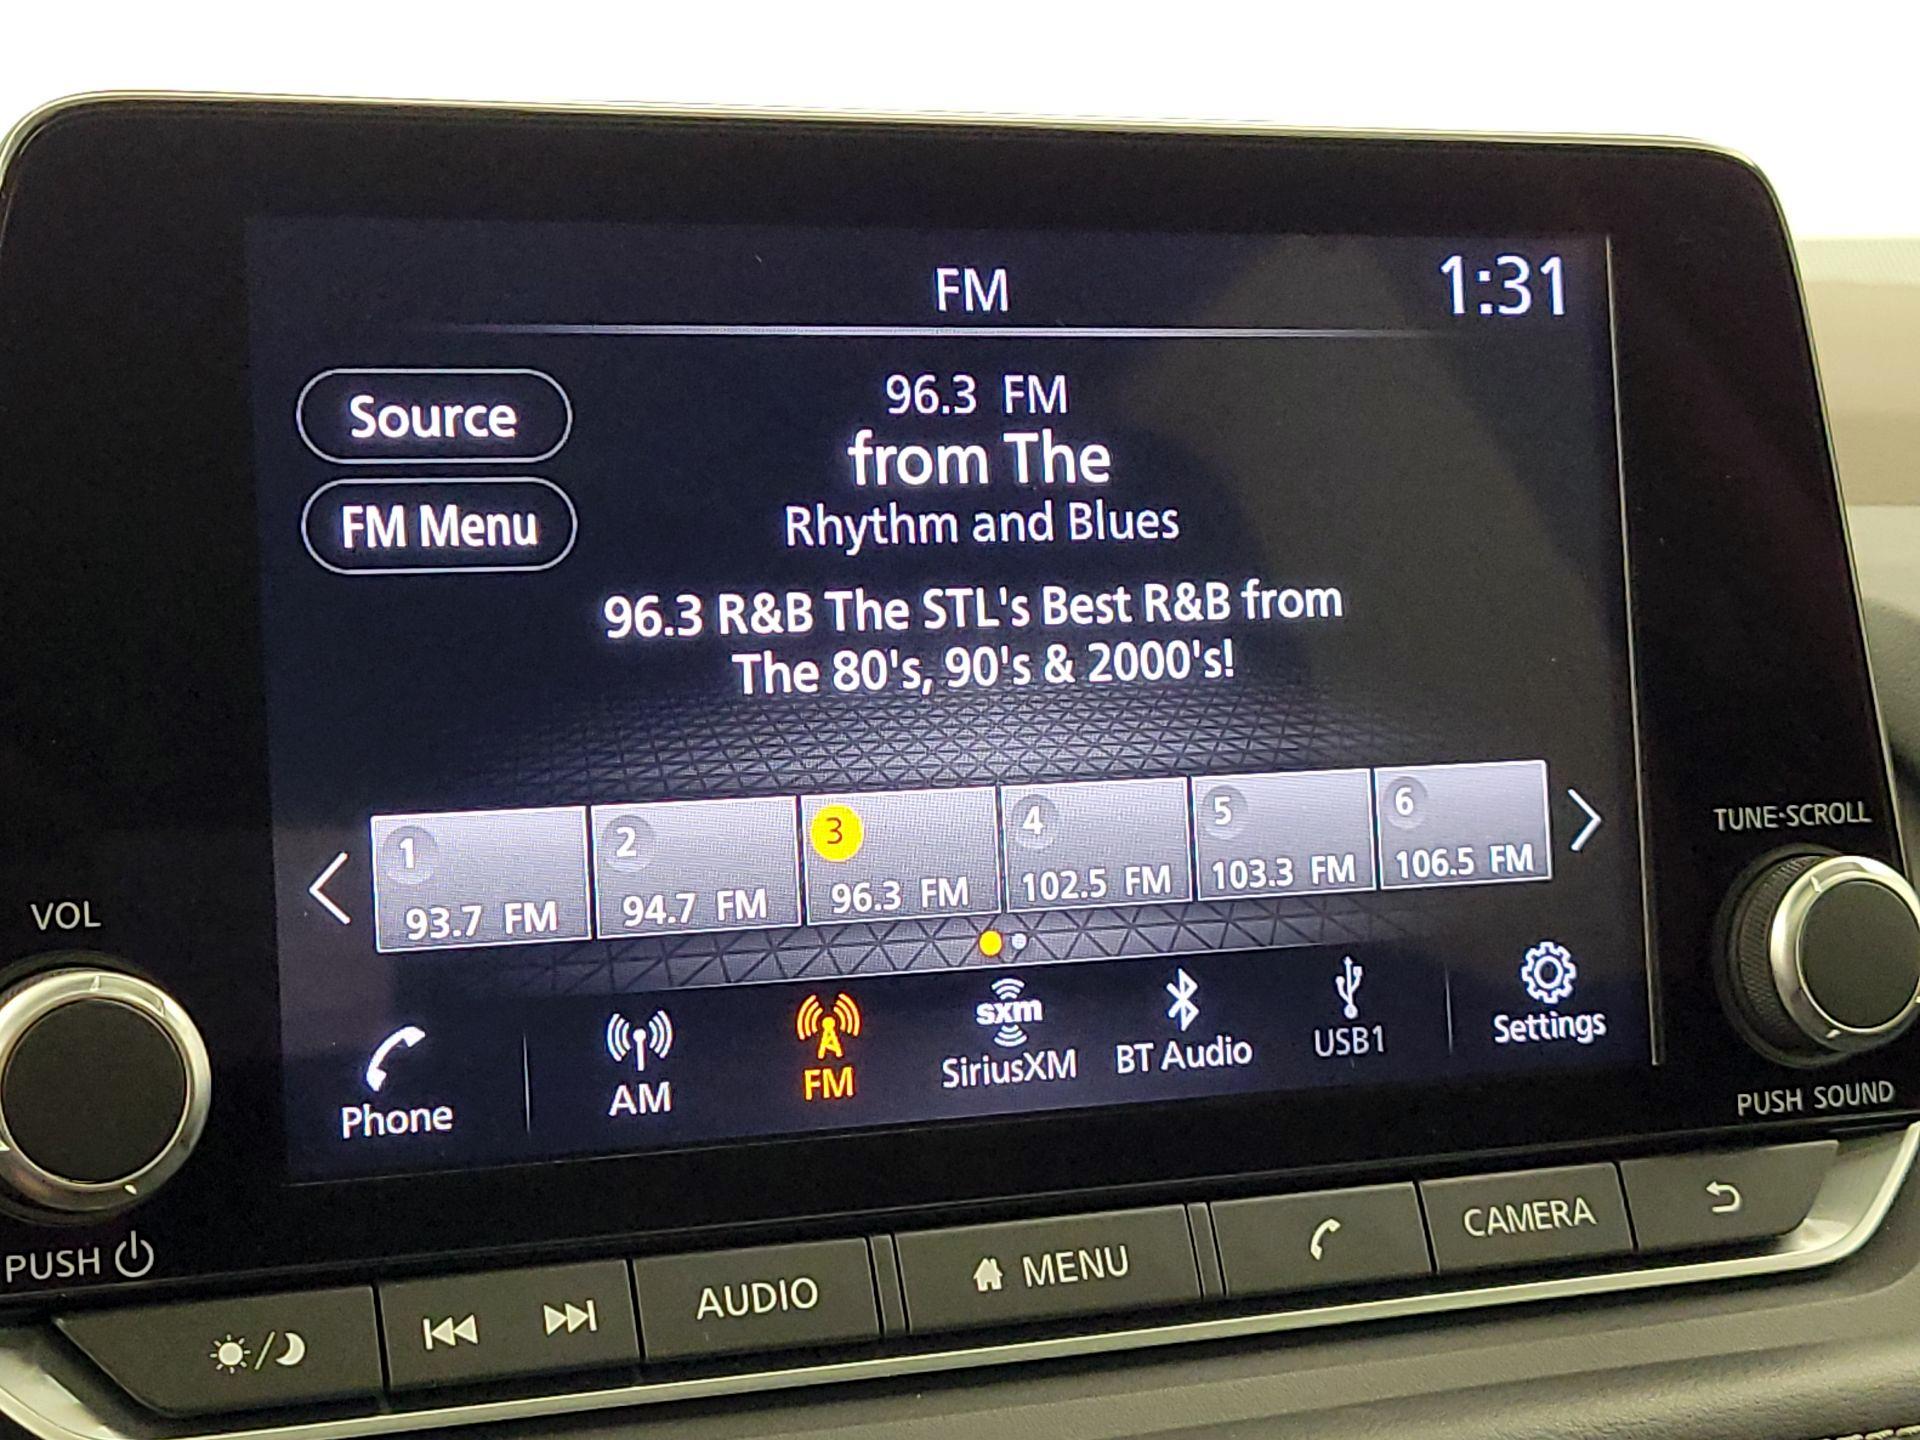 FM
1:31
Source
96.3 FM
from The
FM Menu
Rhythm and Blues
96.3 R&B The STL's Best R&B from
The 80's, 90's & 2000's!
1
2
3
4
5
6
93.7 FM
94.7 FM
96.3 FM
102.5 FM
103.3 FM
106.5 FM
TUNE·SCROLL
VOL
Phone
AM
FM
sxm
SiriusXM
BT Audio
USB1
Settings
PUSH SOUND
PUSH
AUDIO
MENU
CAMERA